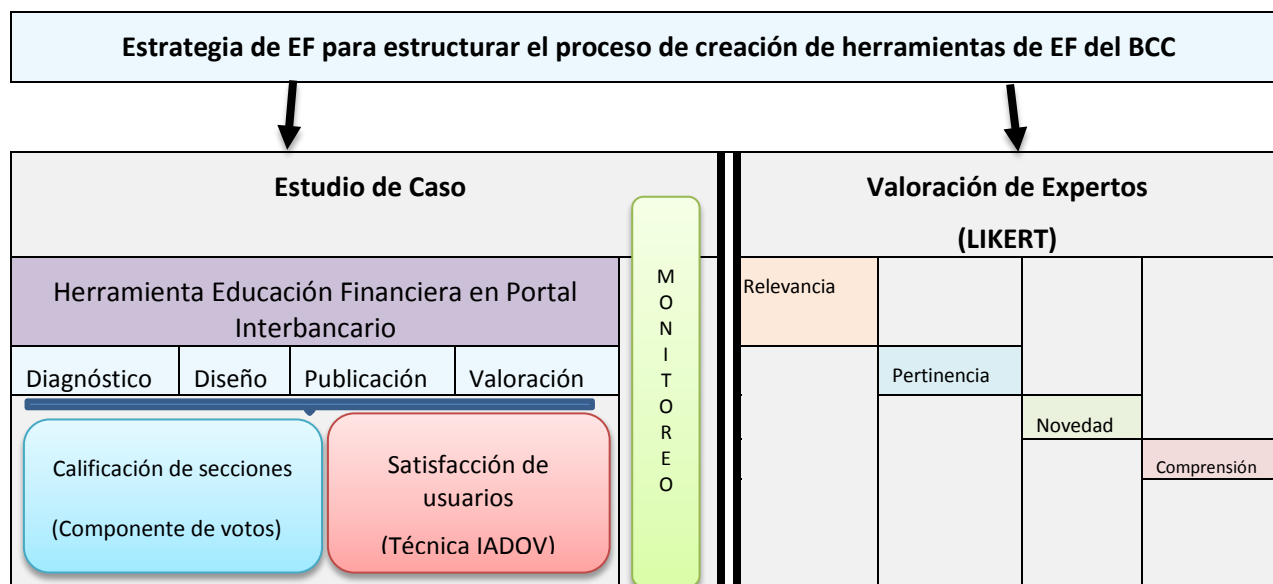 Estrategia de EF para estructurar el proceso de creación de herramientas de EF del BCC
Estudio de Caso
Herramienta Educación Financiera en Portal
Interbancario
Diagnóstico
Diseño
Publicación
Valoración
Calificación de secciones
(Componente de votos)
Satisfacción de
usuarios
(Técnica IADOV)
M
O
N
I
T
O
R
E
O
Valoración de Expertos
(LIKERT)
Relevancia
Pertinencia
Novedad
Comprensión